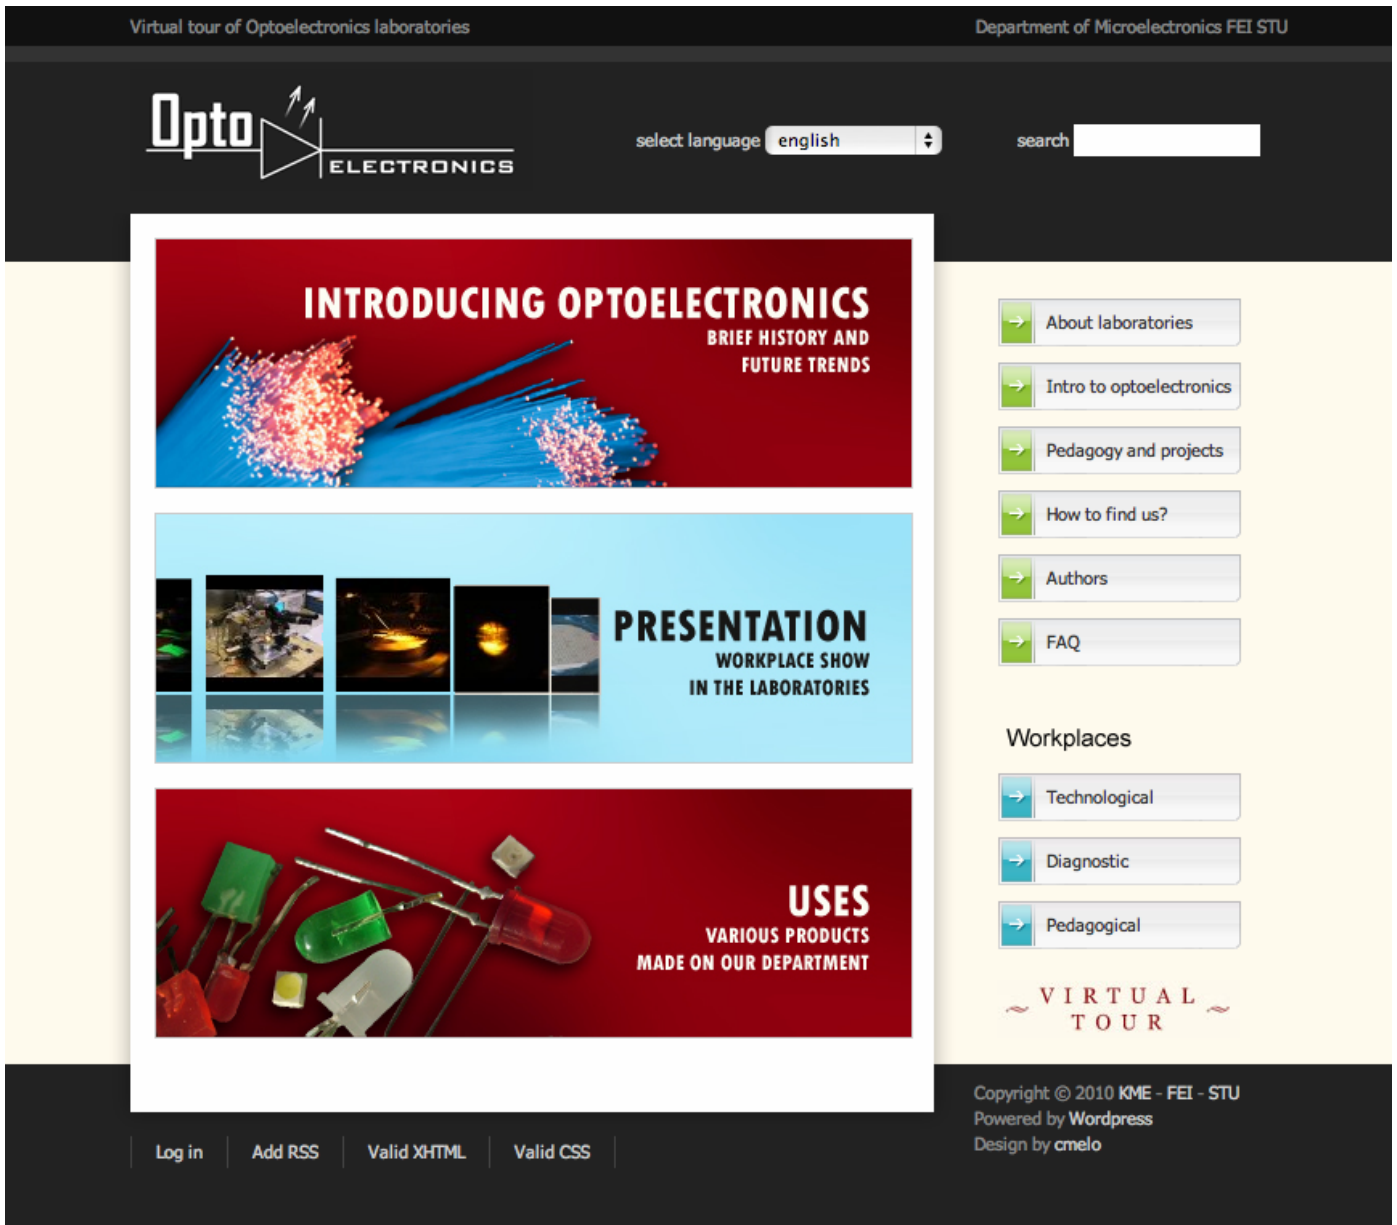 Virtual tour of Optoelectronics laboratories
Department of Microelectronics FEI STU
Opto
ELECTRONICS
select language english
search
INTRODUCING OPTOELECTRONICS
BRIEF HISTORY AND
FUTURE TRENDS
PRESENTATION
WORKPLACE SHOW
IN THE LABORATORIES
USES
VARIOUS PRODUCTS
MADE ON OUR DEPARTMENT
About laboratories
Intro to optoelectronics
Pedagogy and projects
How to find us?
Authors
FAQ
Workplaces
Technological
Diagnostic
Pedagogical
VIRTUAL
TOUR
Copyright © 2010 KME - FEI - STU
Powered by Wordpress
Design by cmelo
Log in
Add RSS
Valid XHTML
Valid CSS